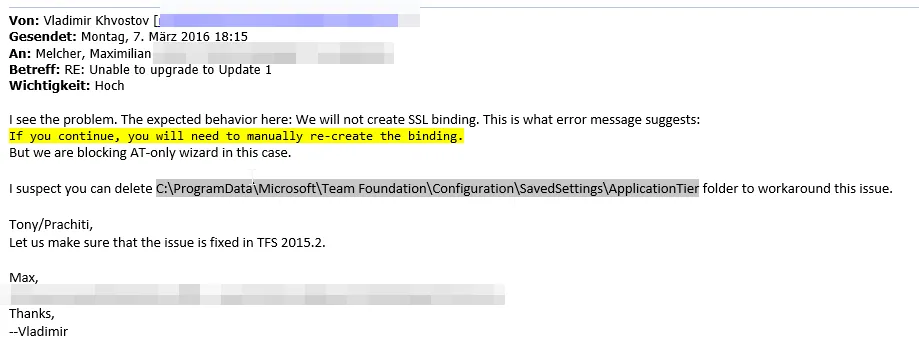 Von: Vladimir Khvostov [
Gesendet: Montag, 7. März 2016 18:15
An: Melcher, Maximilian
Betreff: RE: Unable to upgrade to Update 1
Wichtigkeit: Hoch
I see the problem. The expected behavior here: We will not create SSL binding. This is what error message suggests:
If you continue, you will need to manually re-create the binding.
But we are blocking AT-only wizard in this case.
I suspect you can delete C:\ProgramData\Microsoft\Team Foundation\Configuration\SavedSettings\ApplicationTier folder to workaround this issue.
Tony/Prachiti,
Let us make sure that the issue is fixed in TFS 2015.2.
Max,
Thanks,
--Vladimir